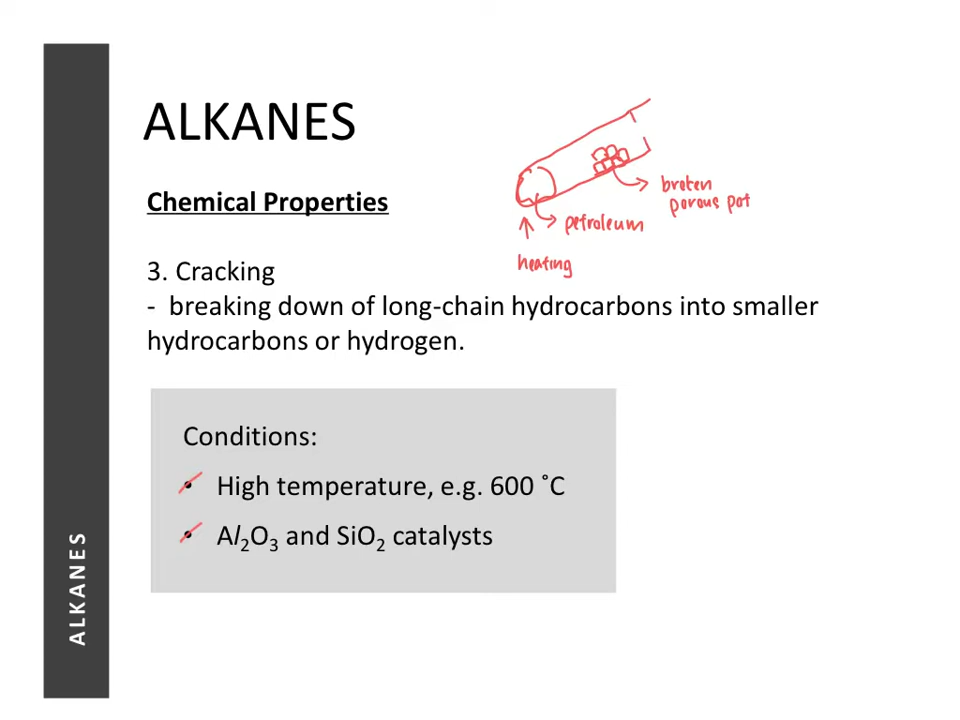 ALKANES
Chemical Properties
broken
porous pot
petroleum
heating
3. Cracking
- breaking down of long-chain hydrocarbons into smaller
hydrocarbons or hydrogen.
Conditions:
• High temperature, e.g. 600 ˚C
• Al₂O₃ and SiO₂ catalysts
ALKANES